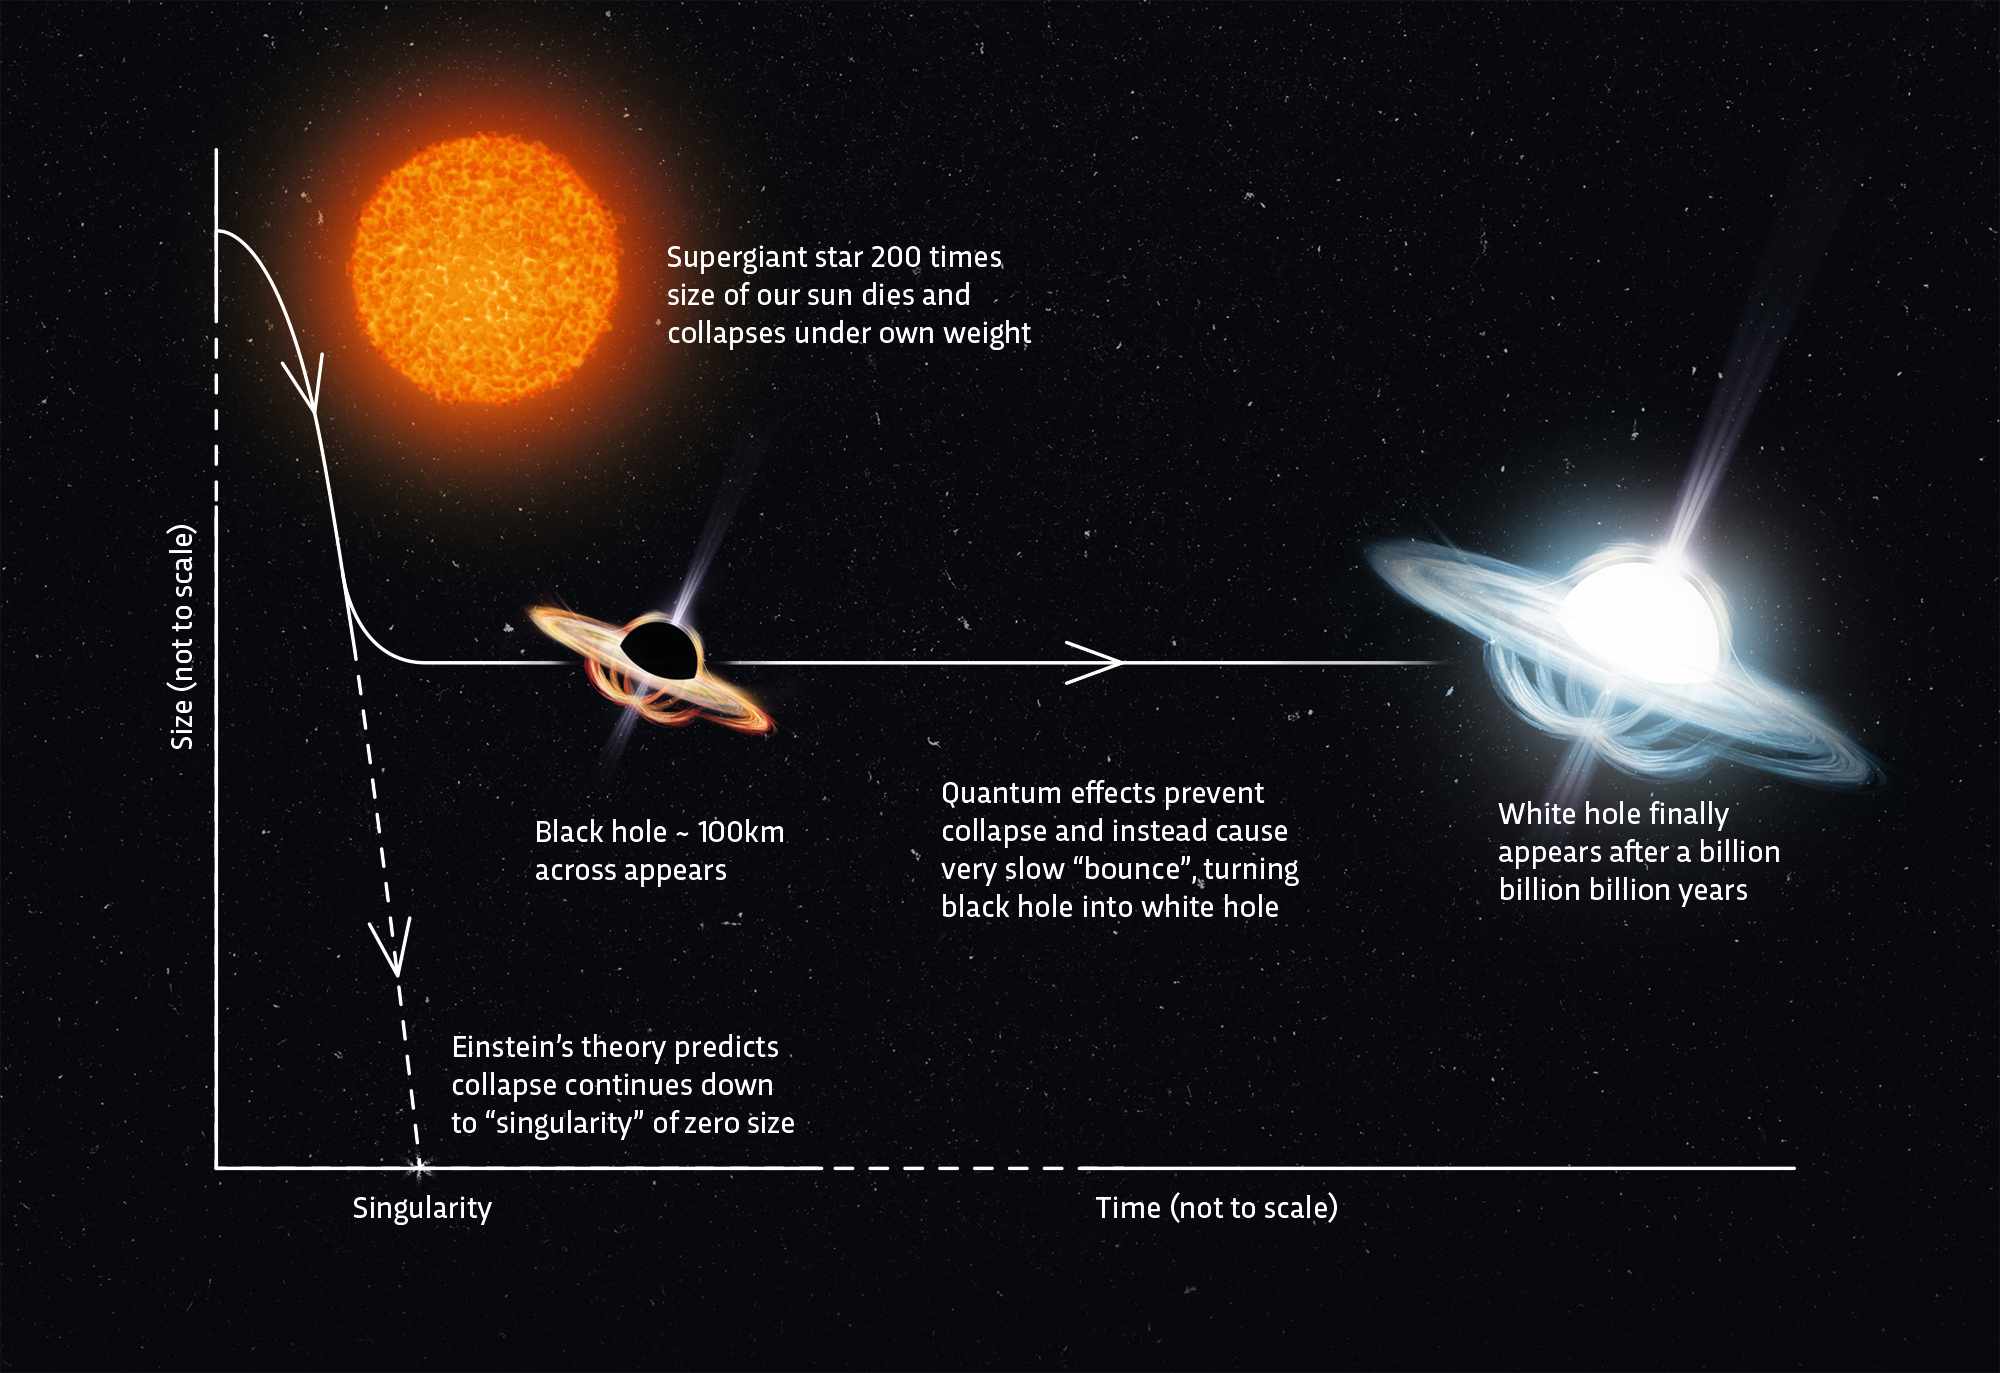 Supergiant star 200 times
size of our sun dies and
collapses under own weight
Size (not to scale)
Black hole ~ 100km
across appears
Quantum effects prevent
collapse and instead cause
very slow “bounce”, turning
black hole into white hole
White hole finally
appears after a billion
billion billion years
Einstein’s theory predicts
collapse continues down
to “singularity” of zero size
Singularity
Time (not to scale)